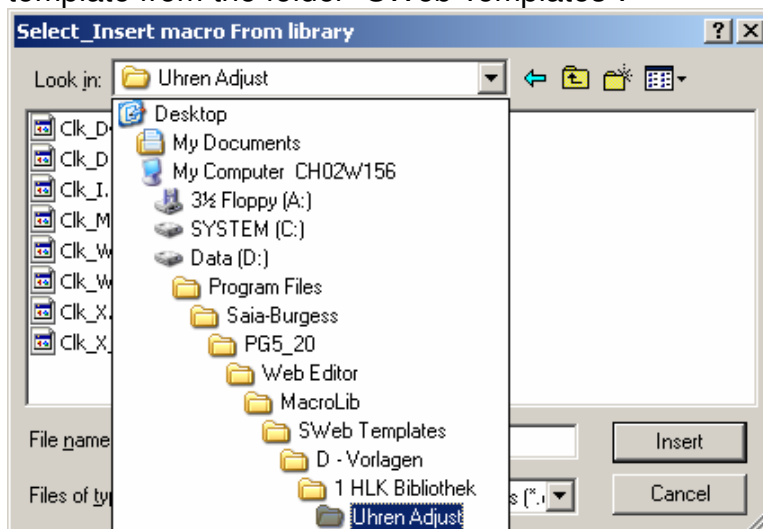 template from the folder "SWeb Templates".
Select_Insert macro From library
Look in: Uhren Adjust
Desktop
My Documents
My Computer CH02W156
3½ Floppy (A:)
SYSTEM (C:)
Data (D:)
Program Files
Saia-Burgess
PG5_20
Web Editor
MacroLib
SWeb Templates
D - Vorlagen
1 HLK Bibliothek
Uhren Adjust
Clk_D
Clk_D
Clk_I.
Clk_M
Clk_W
Clk_W
Clk_X.
Clk_X_
File name
Insert
Files of ty
s (*.
Cancel